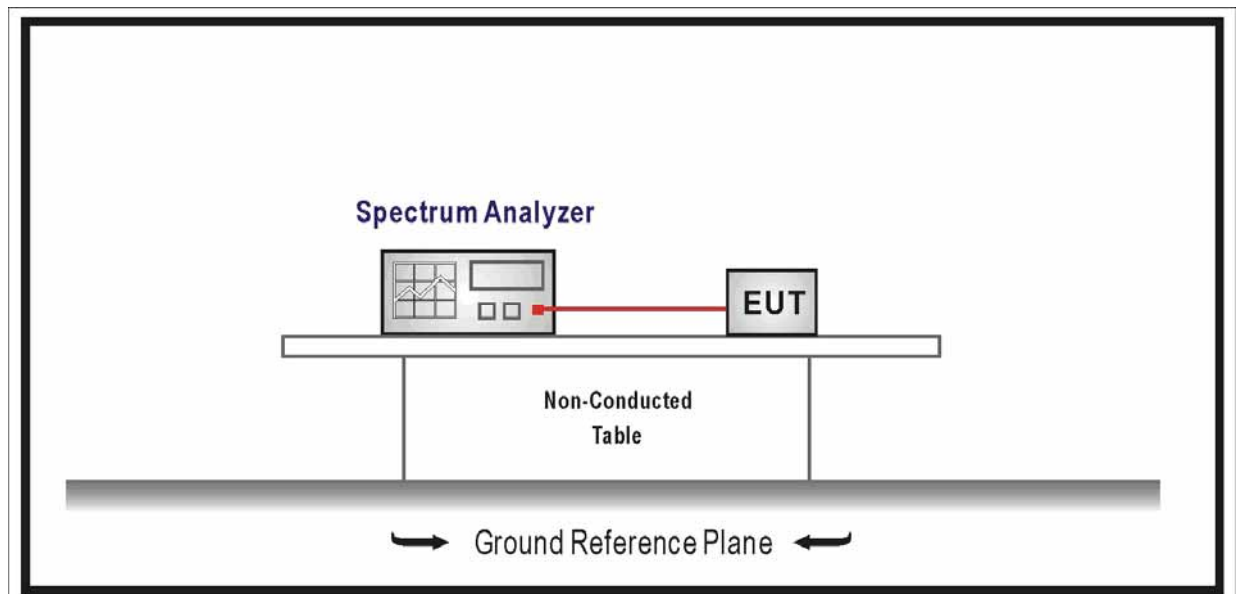 Spectrum Analyzer
EUT
Non-Conducted
Table
Ground Reference Plane